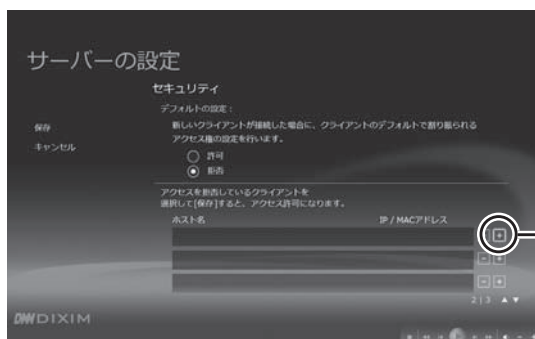 サーバーの設定
セキュリティ
デフォルトの設定：
新しいクライアントが接続した場合に、クライアントのデフォルトで割り振られる
アクセス権の設定を行います。
保存
キャンセル
許可
拒否
アクセスを拒否しているクライアントを
選択して[保存]すると、アクセス許可になります。
ホスト名 IP / MACアドレス
+
- +
- +
2 | 3 ▲ ▼
DIXIM